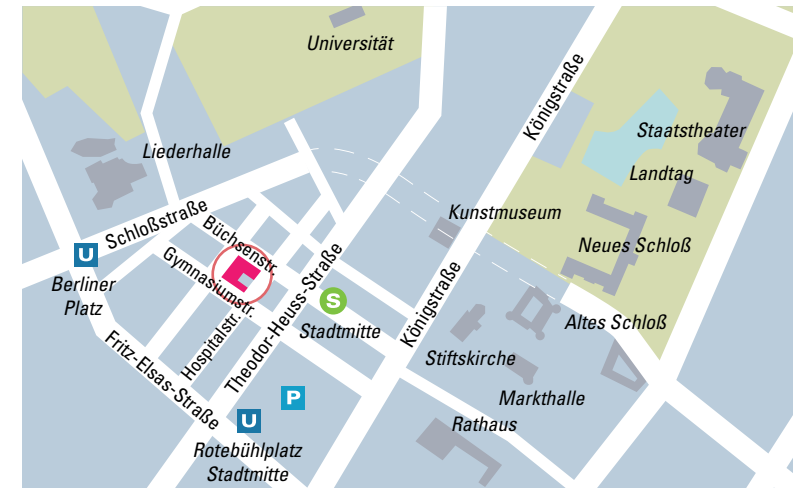 Universität
Königstraße
Staatstheater
Liederhalle
Landtag
Kunstmuseum
Schloßstraße
Büchsenstr.
Neues Schloß
U
Berliner
Platz
Gymnasiumstr.
Theodor-Heuss-Straße
S
Stadtmitte
Königstraße
Altes Schloß
Hospitalstr.
Fritz-Elsas-Straße
Stiftskirche
Markthalle
P
U
Rathaus
Rotebühlplatz
Stadtmitte